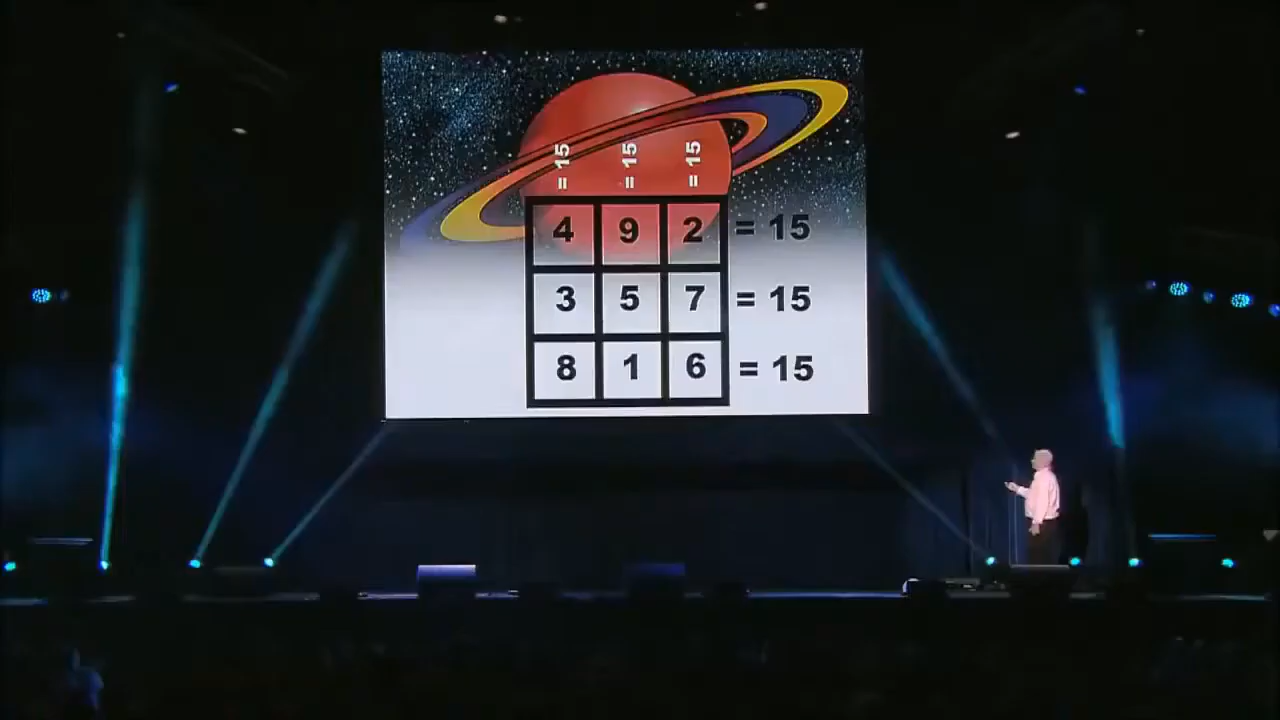 = 15 = 15 = 15
4 9 2 = 15
3 5 7 = 15
8 1 6 = 15